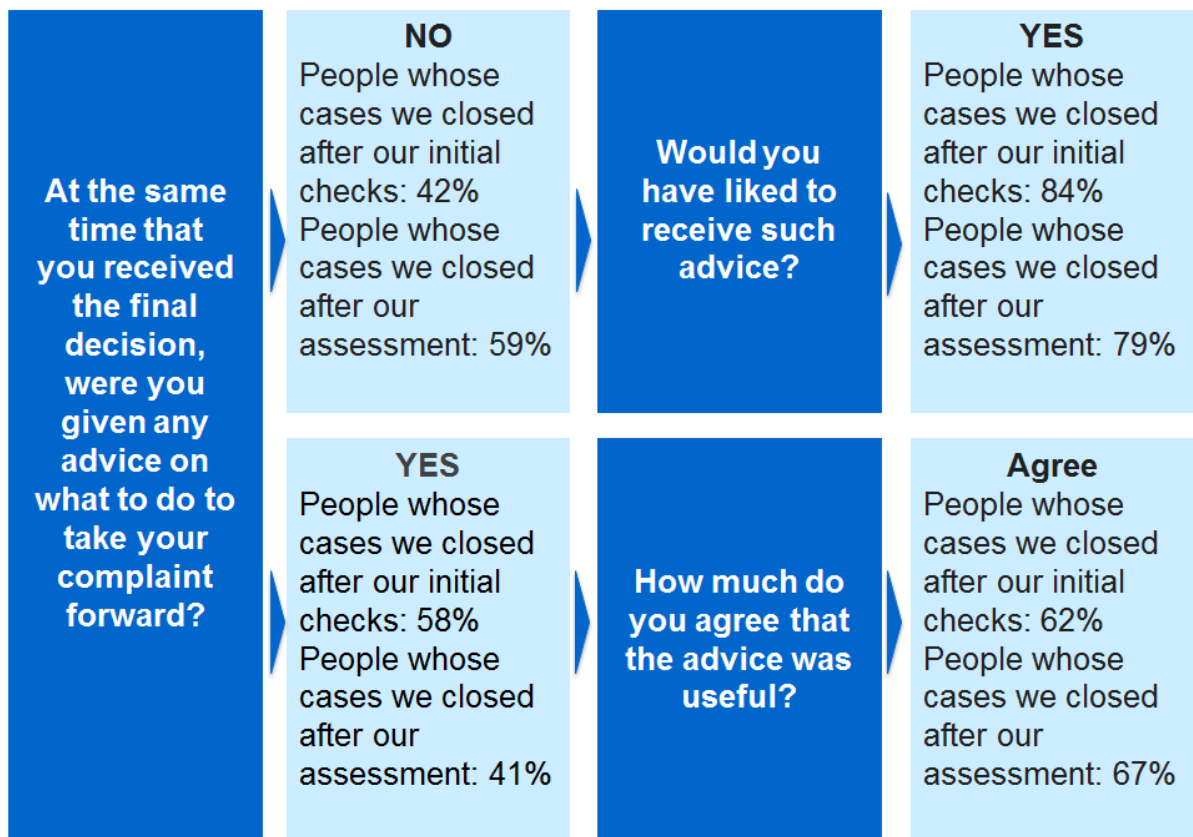 At the same
time that
you received
the final
decision,
were you
given any
advice on
what to do to
take your
complaint
forward?
NO
People whose
cases we closed
after our initial
checks: 42%
People whose
cases we closed
after our
assessment: 59%
Would you
have liked to
receive such
advice?
YES
People whose
cases we closed
after our initial
checks: 84%
People whose
cases we closed
after our
assessment: 79%
YES
People whose
cases we closed
after our initial
checks: 58%
People whose
cases we closed
after our
assessment: 41%
How much do
you agree that
the advice was
useful?
Agree
People whose
cases we closed
after our initial
checks: 62%
People whose
cases we closed
after our
assessment: 67%